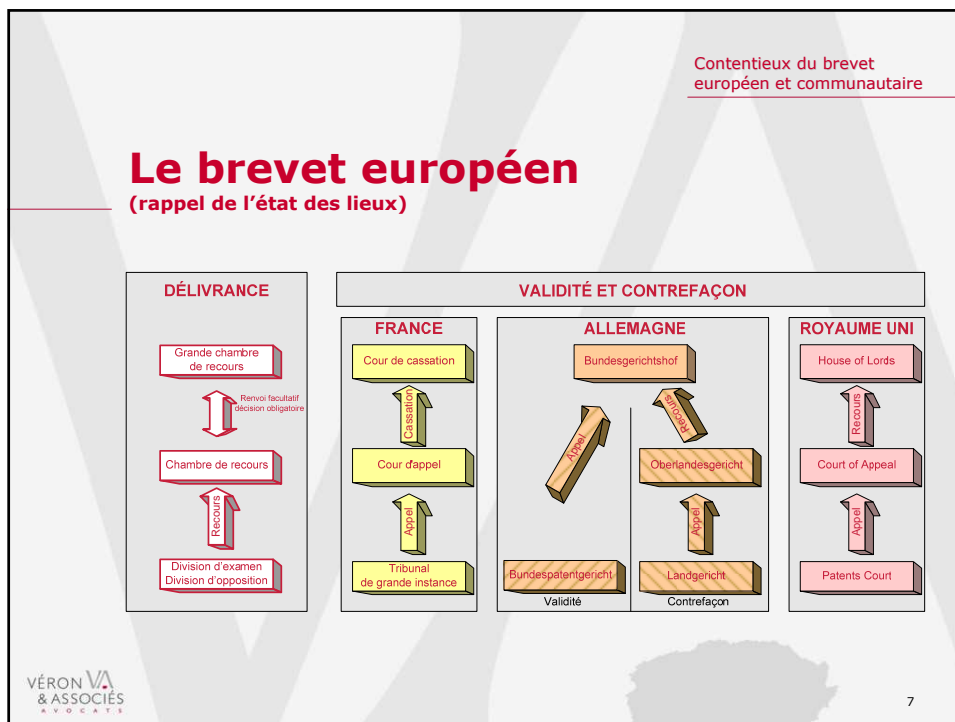 Contentieux du brevet
européen et communautaire
Le brevet européen
(rappel de l'état des lieux)
DÉLIVRANCE
Grande chambre
de recours
Renvoi facultatif
décision obligatoire
Chambre de recours
Recours
Division d'examen
Division d'opposition
VALIDITÉ ET CONTREFAÇON
FRANCE
Cour de cassation
Cassation
Cour d'appel
Appel
Tribunal
de grande instance
ALLEMAGNE
Bundesgerichtshof
Appel
Recours
Oberlandesgericht
Appel
Bundespatentgericht
Landgericht
Validité
Contrefaçon
ROYAUME UNI
House of Lords
Recours
Court of Appeal
Appel
Patents Court
VÉRON VA
& ASSOCIÉS
AVOCATS
7